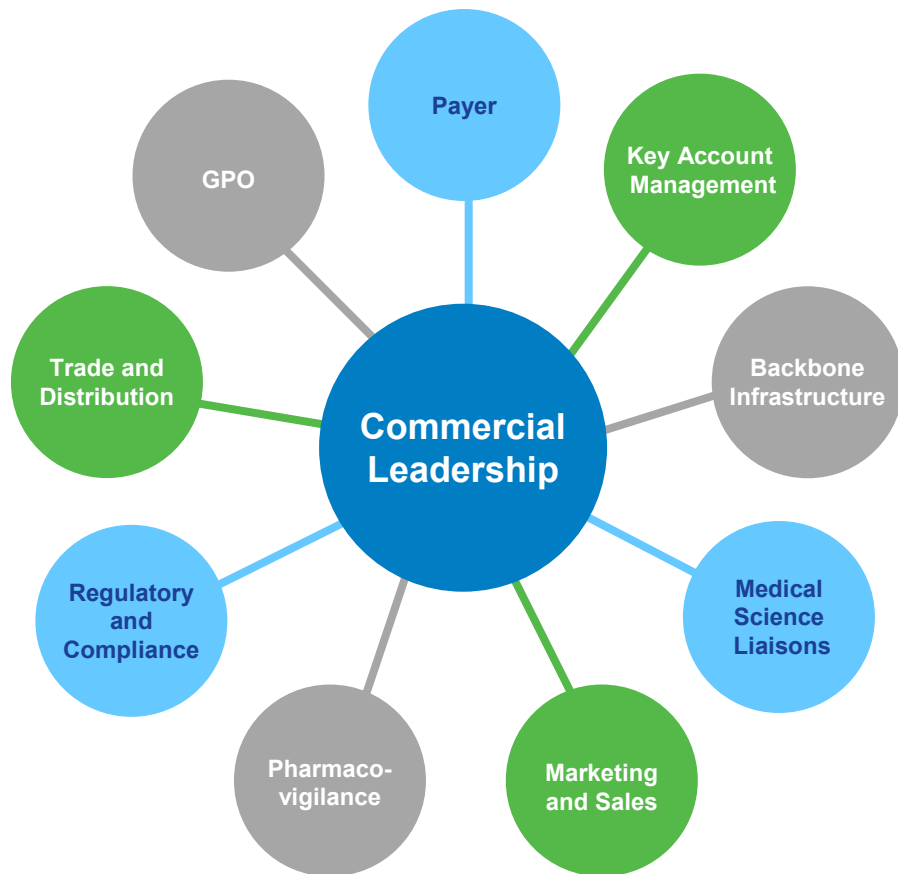 Payer
Key Account
Management
GPO
Backbone
Infrastructure
Trade and
Distribution
Commercial
Leadership
Medical
Science
Liaisons
Regulatory
and
Compliance
Marketing
and Sales
Pharmaco-
vigilance